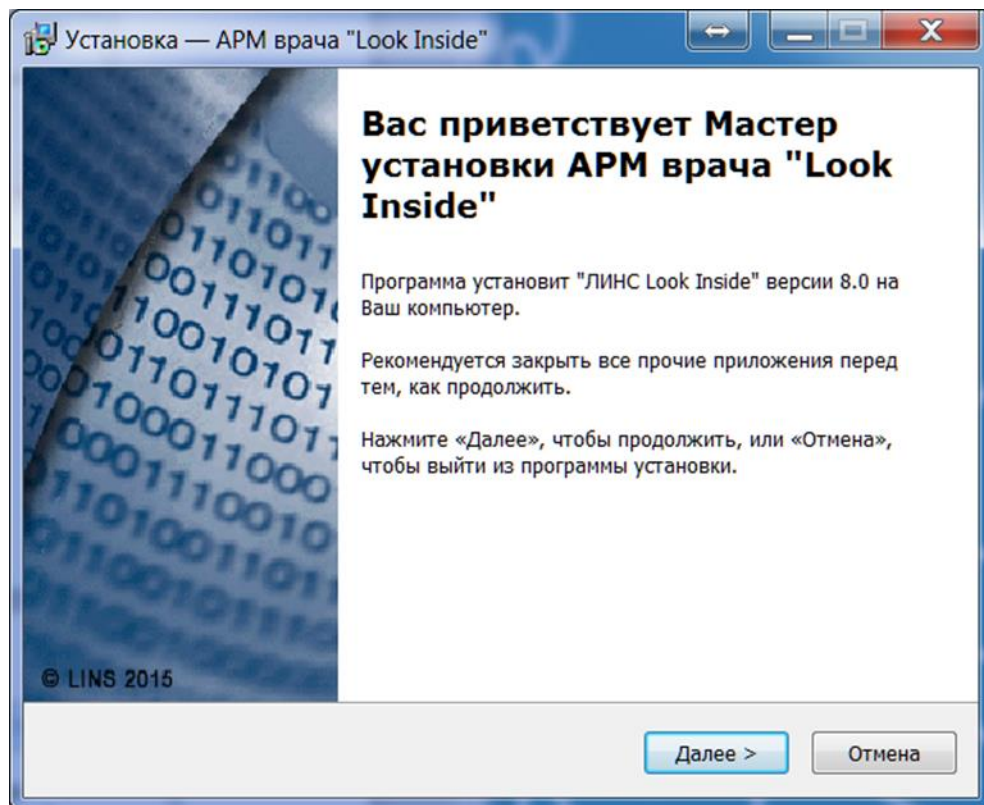 Установка — АРМ врача "Look Inside"
Вас приветствует Мастер
установки АРМ врача "Look
Inside"
Программа установит "ЛИНС Look Inside" версии 8.0 на
Ваш компьютер.
Рекомендуется закрыть все прочие приложения перед
тем, как продолжить.
Нажмите «Далее», чтобы продолжить, или «Отмена»,
чтобы выйти из программы установки.
© LINS 2015
Далее >
Отмена